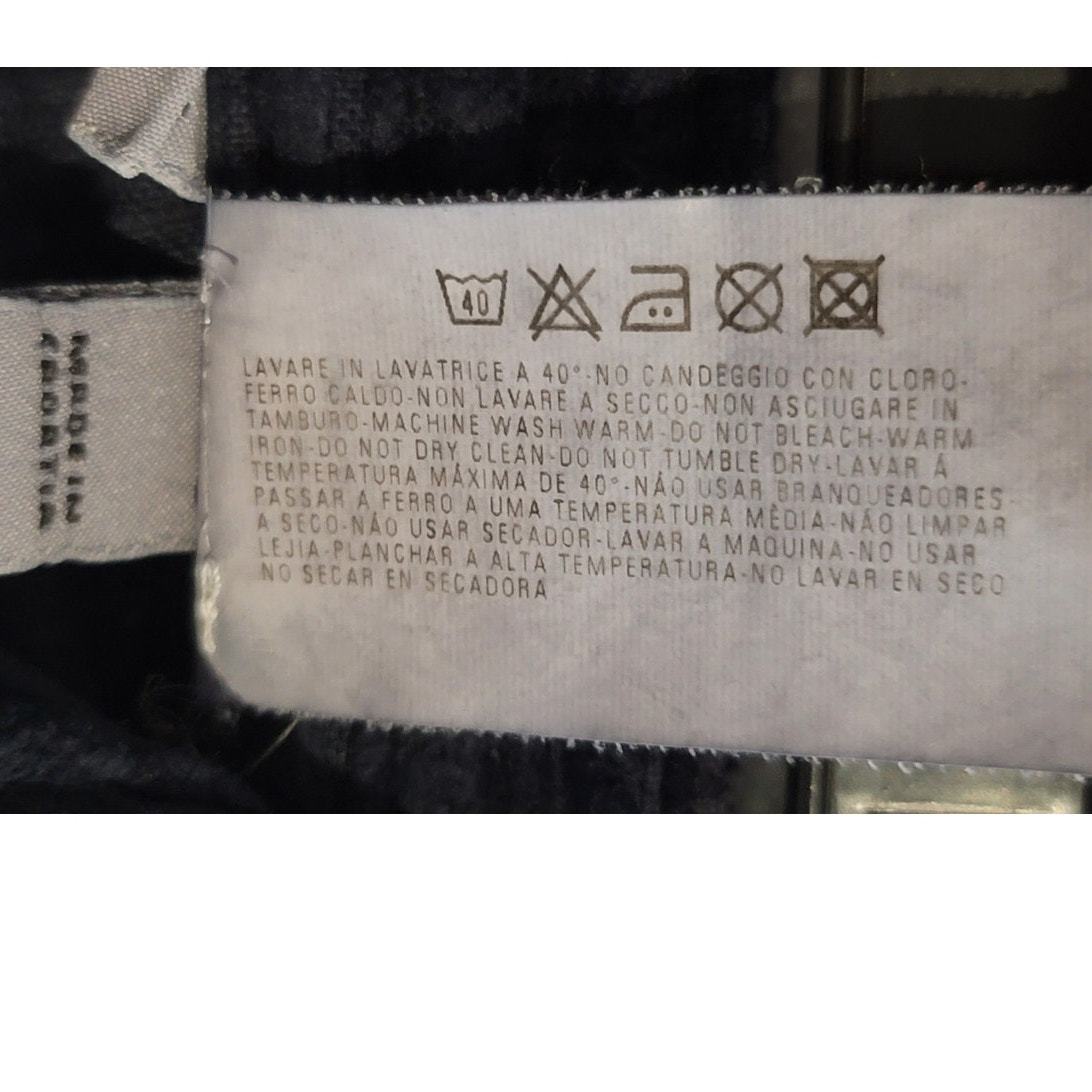 40
LAVARE IN LAVATRICE A 40°-NO CANDEGGIO CON CLORO-
FERRO CALDO-NON LAVARE A SECCO-NON ASCIUGARE IN
TAMBURO-MACHINE WASH WARM-DO NOT BLEACH-WARM
IRON-DO NOT DRY CLEAN-DO NOT TUMBLE DRY-LAVAR Á
TEMPERATURA MÁXIMA DE 40°-NÁO USAR BRANQUEADORES-
PASSAR A FERRO A UMA TEMPERATURA MÉDIA-NÁO LIMPAR
A SECO-NÁO USAR SECADOR-LAVAR A MAQUINA-NO USAR
LEJIA-PLANCHAR A ALTA TEMPERATURA-NO LAVAR EN SECO
NO SECAR EN SECADORA
MADE IN
CROATIA